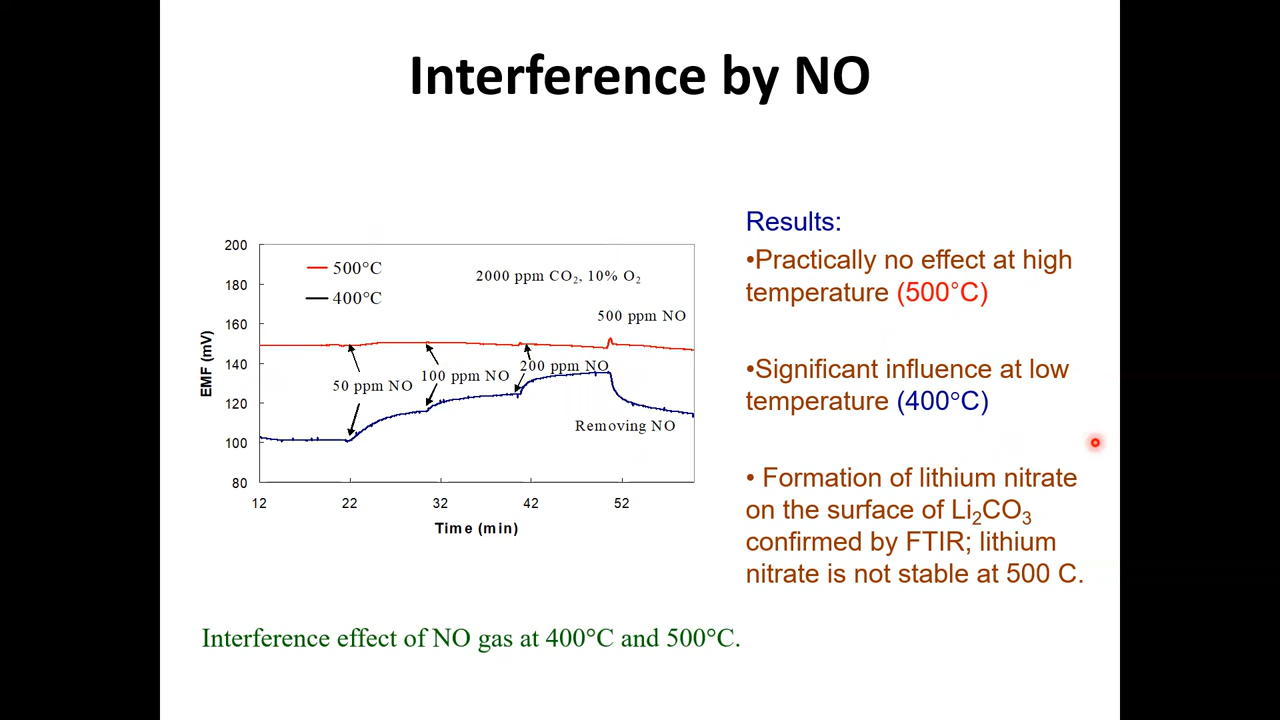 Interference by NO
200
180
160
140
120
100
80
12
22
32
42
52
EMF (mV)
Time (min)
500°C
400°C
2000 ppm CO₂, 10% O₂
500 ppm NO
200 ppm NO
100 ppm NO
50 ppm NO
Removing NO
Results:
•Practically no effect at high
temperature (500°C)
•Significant influence at low
temperature (400°C)
• Formation of lithium nitrate
on the surface of Li₂CO₃
confirmed by FTIR; lithium
nitrate is not stable at 500 C.
Interference effect of NO gas at 400°C and 500°C.